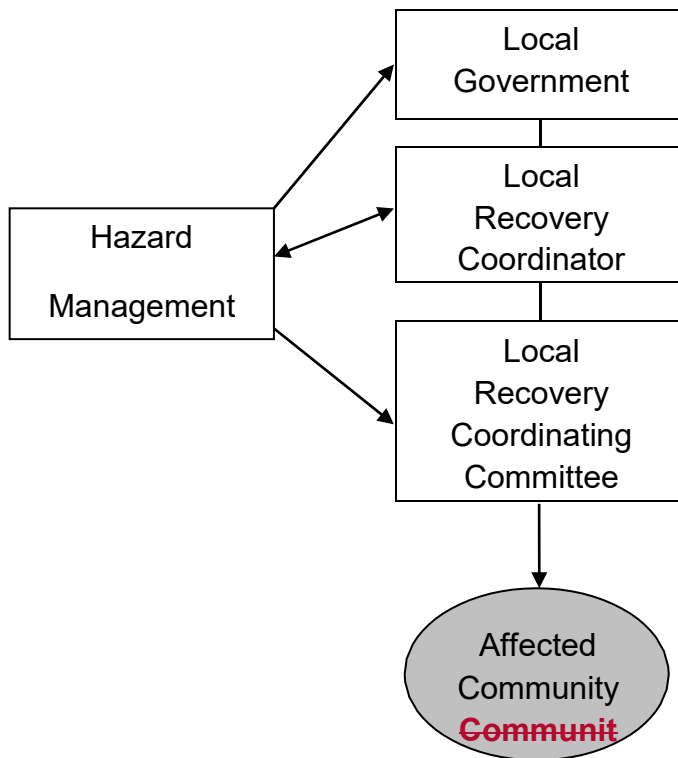 Local
Government
Local
Recovery
Coordinator
Hazard
Management
Local
Recovery
Coordinating
Committee
Affected
Community
Communit